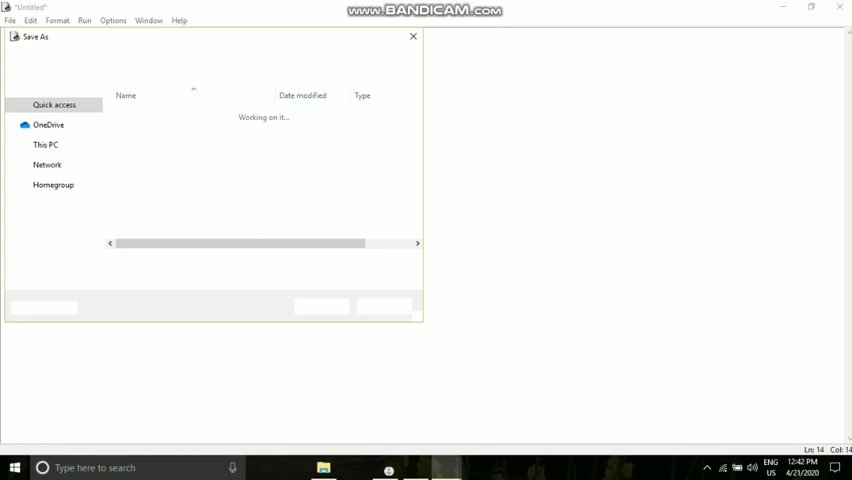 *Untitled*
www.BANDICAM.com
File Edit Format Run Options Window Help
Save As
Name Date modified Type
Working on it...
Quick access
OneDrive
This PC
Network
Homegroup
Ln: 14 Col: 14
Type here to search
ENG
US
12:42 PM
4/21/2020